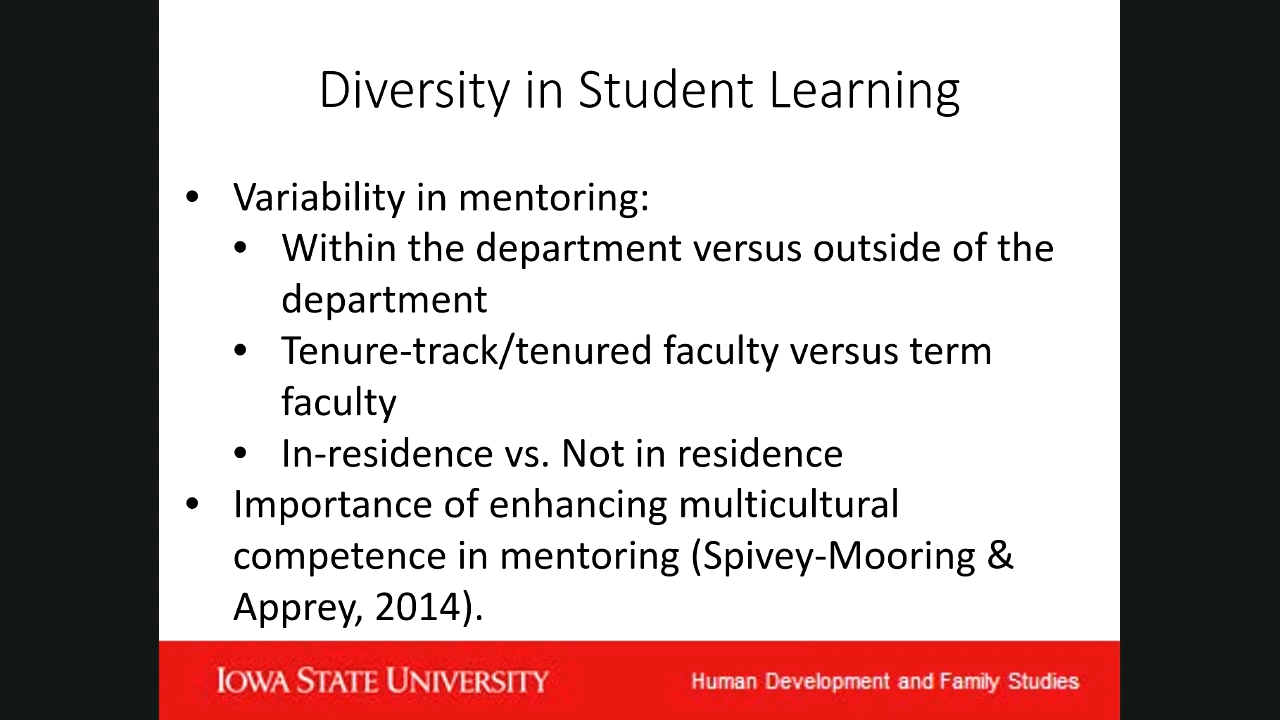 Diversity in Student Learning
• Variability in mentoring:
• Within the department versus outside of the
department
• Tenure-track/tenured faculty versus term
faculty
• In-residence vs. Not in residence
• Importance of enhancing multicultural
competence in mentoring (Spivey-Mooring &
Apprey, 2014).
IOWA STATE UNIVERSITY
Human Development and Family Studies